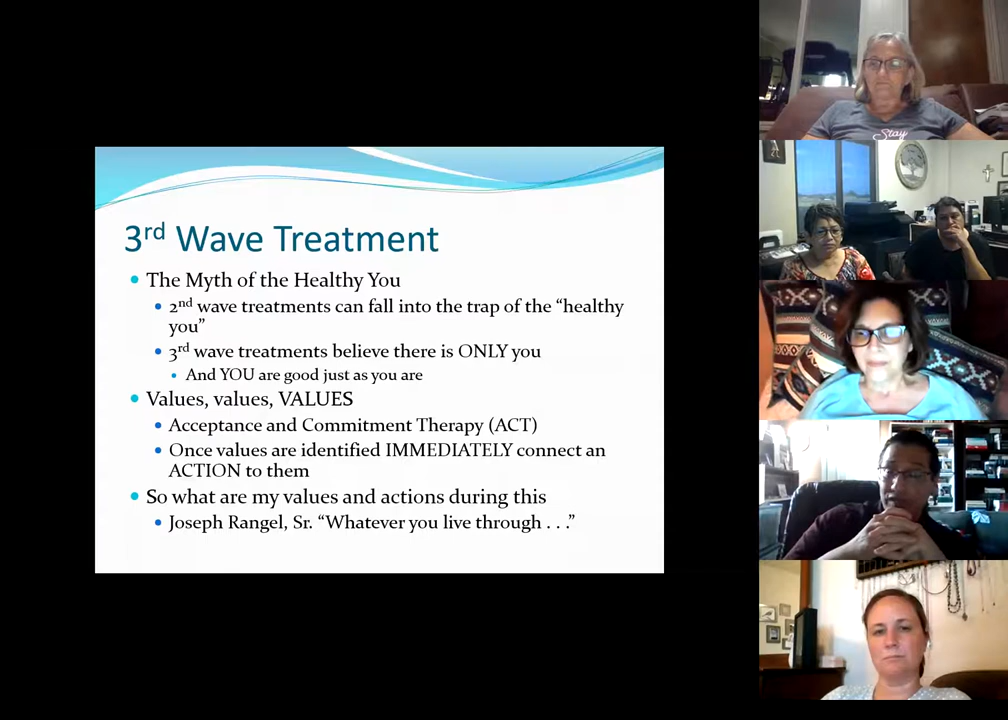 3rd Wave Treatment
The Myth of the Healthy You
2nd wave treatments can fall into the trap of the “healthy
you”
3rd wave treatments believe there is ONLY you
And YOU are good just as you are
Values, values, VALUES
Acceptance and Commitment Therapy (ACT)
Once values are identified IMMEDIATELY connect an
ACTION to them
So what are my values and actions during this
Joseph Rangel, Sr. “Whatever you live through . . .”
Stay